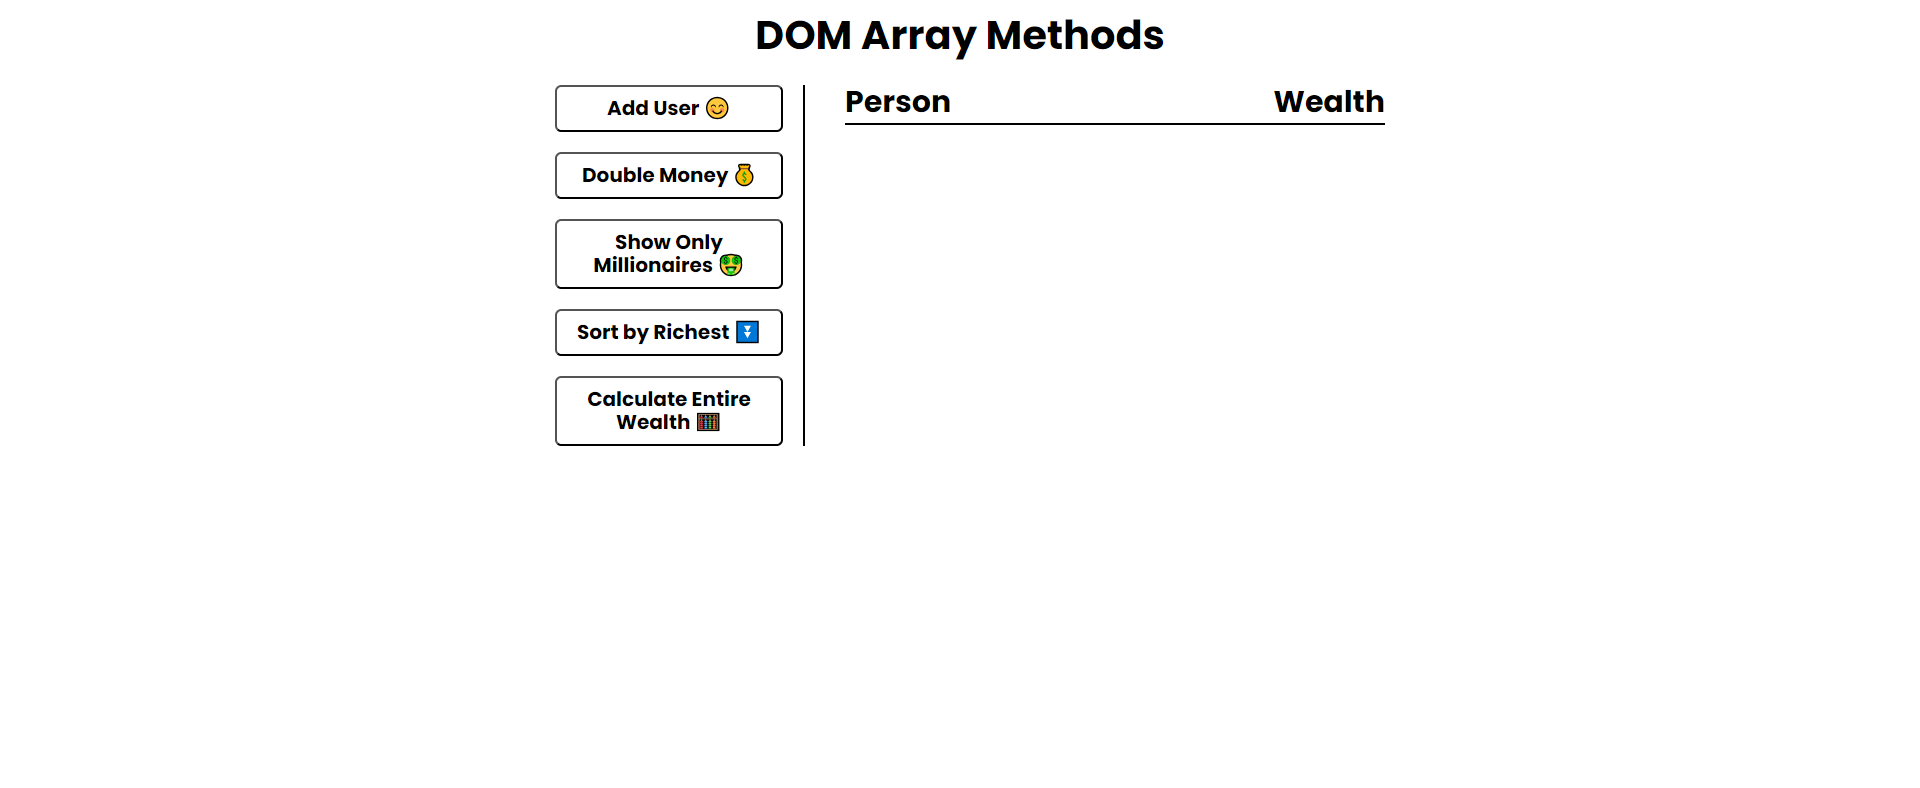 DOM Array Methods
Add User 😊
Double Money 💰
Show Only
Millionaires 🤑
Sort by Richest ⏬
Calculate Entire
Wealth 🧮
Person Wealth